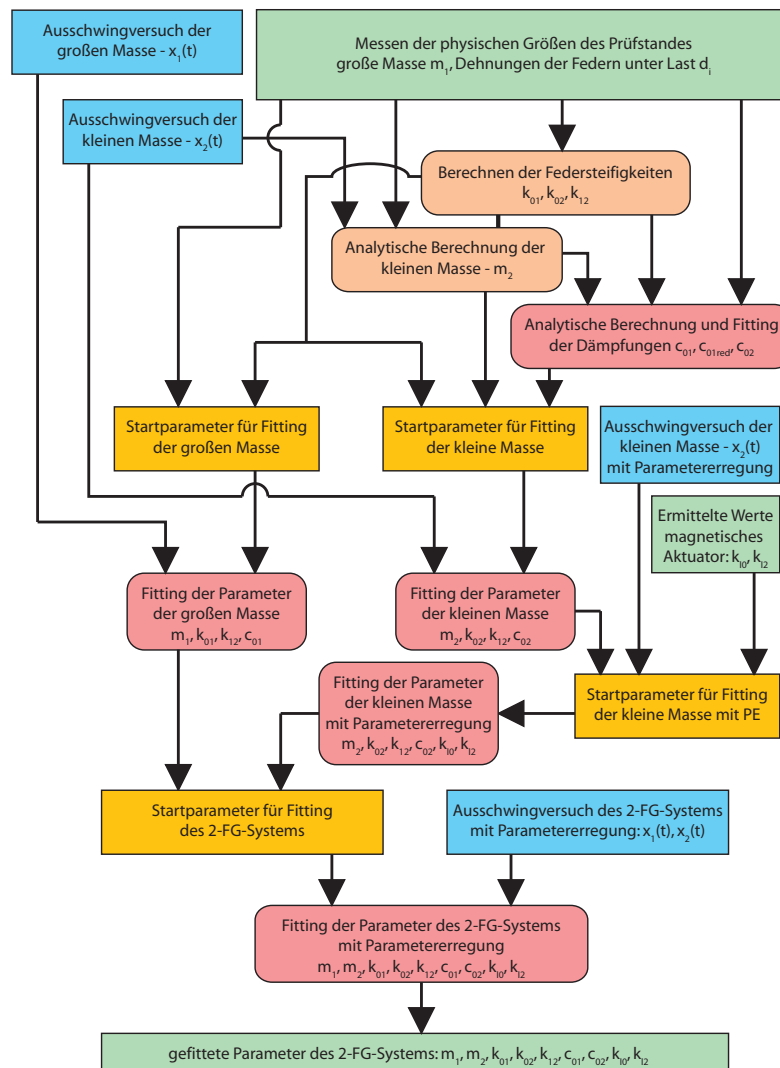 Ausschwingversuch der
großen Masse - x₁(t)
Messen der physischen Größen des Prüfstandes
große Masse m₁, Dehnungen der Federn unter Last dᵢ
Ausschwingversuch der
kleinen Masse - x₂(t)
Berechnen der Federsteifigkeiten
k₀₁, k₀₂, k₁₂
Analytische Berechnung der
kleinen Masse - m₂
Analytische Berechnung und Fitting
der Dämpfungen c₀₁, c₀₁red, c₀₂
Startparameter für Fitting
der großen Masse
Startparameter für Fitting
der kleine Masse
Ausschwingversuch der
kleinen Masse - x₂(t)
mit Parametererregung
Ermittelte Werte
magnetisches
Aktuator: kₗ₀, kₗ₂
Fitting der Parameter
der großen Masse
m₁, k₀₁, k₁₂, c₀₁
Fitting der Parameter
der kleinen Masse
m₂, k₀₂, k₁₂, c₀₂
Fitting der Parameter
der kleinen Masse
mit Parametererregung
m₂, k₀₂, k₁₂, c₀₂, kₗ₀, kₗ₂
Startparameter für Fitting
der kleine Masse mit PE
Startparameter für Fitting
des 2-FG-Systems
Ausschwingversuch des 2-FG-Systems
mit Parametererregung: x₁(t), x₂(t)
Fitting der Parameter des 2-FG-Systems
mit Parametererregung
m₁, m₂, k₀₁, k₀₂, k₁₂, c₀₁, c₀₂, kₗ₀, kₗ₂
gefittete Parameter des 2-FG-Systems: m₁, m₂, k₀₁, k₀₂, k₁₂, c₀₁, c₀₂, kₗ₀, kₗ₂